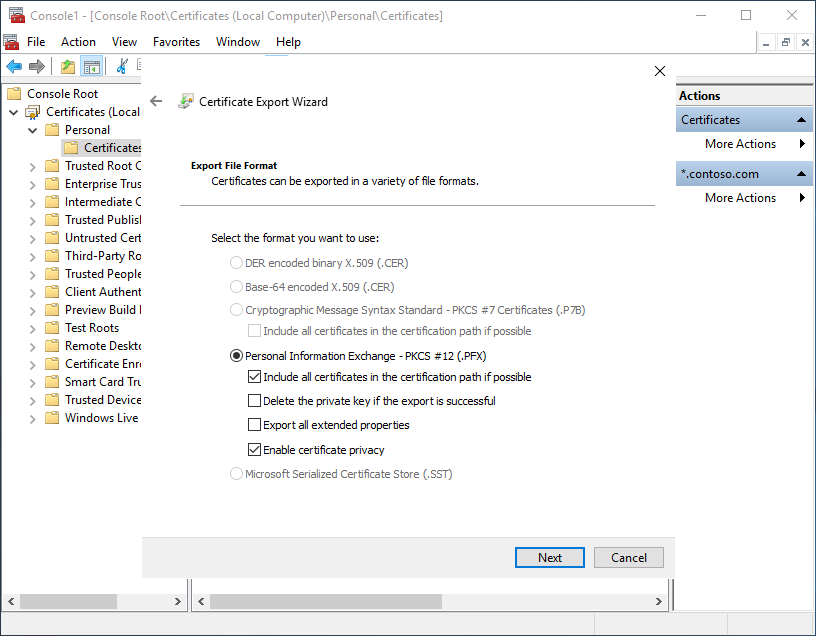 Console1 - [Console Root\Certificates (Local Computer)\Personal\Certificates]
File Action View Favorites Window Help
Console Root
Certificates (Local
Personal
Certificates
Trusted Root C
Enterprise Trus
Intermediate C
Trusted Publis
Untrusted Cert
Third-Party Ro
Trusted People
Client Authent
Preview Build
Test Roots
Remote Deskto
Certificate Enro
Smart Card Tru
Trusted Device
Windows Live
Certificate Export Wizard
Export File Format
Certificates can be exported in a variety of file formats.
Select the format you want to use:
DER encoded binary X.509 (.CER)
Base-64 encoded X.509 (.CER)
Cryptographic Message Syntax Standard - PKCS #7 Certificates (.P7B)
Include all certificates in the certification path if possible
Personal Information Exchange - PKCS #12 (.PFX)
Include all certificates in the certification path if possible
Delete the private key if the export is successful
Export all extended properties
Enable certificate privacy
Microsoft Serialized Certificate Store (.SST)
Next Cancel
Actions
Certificates
More Actions
*.contoso.com
More Actions